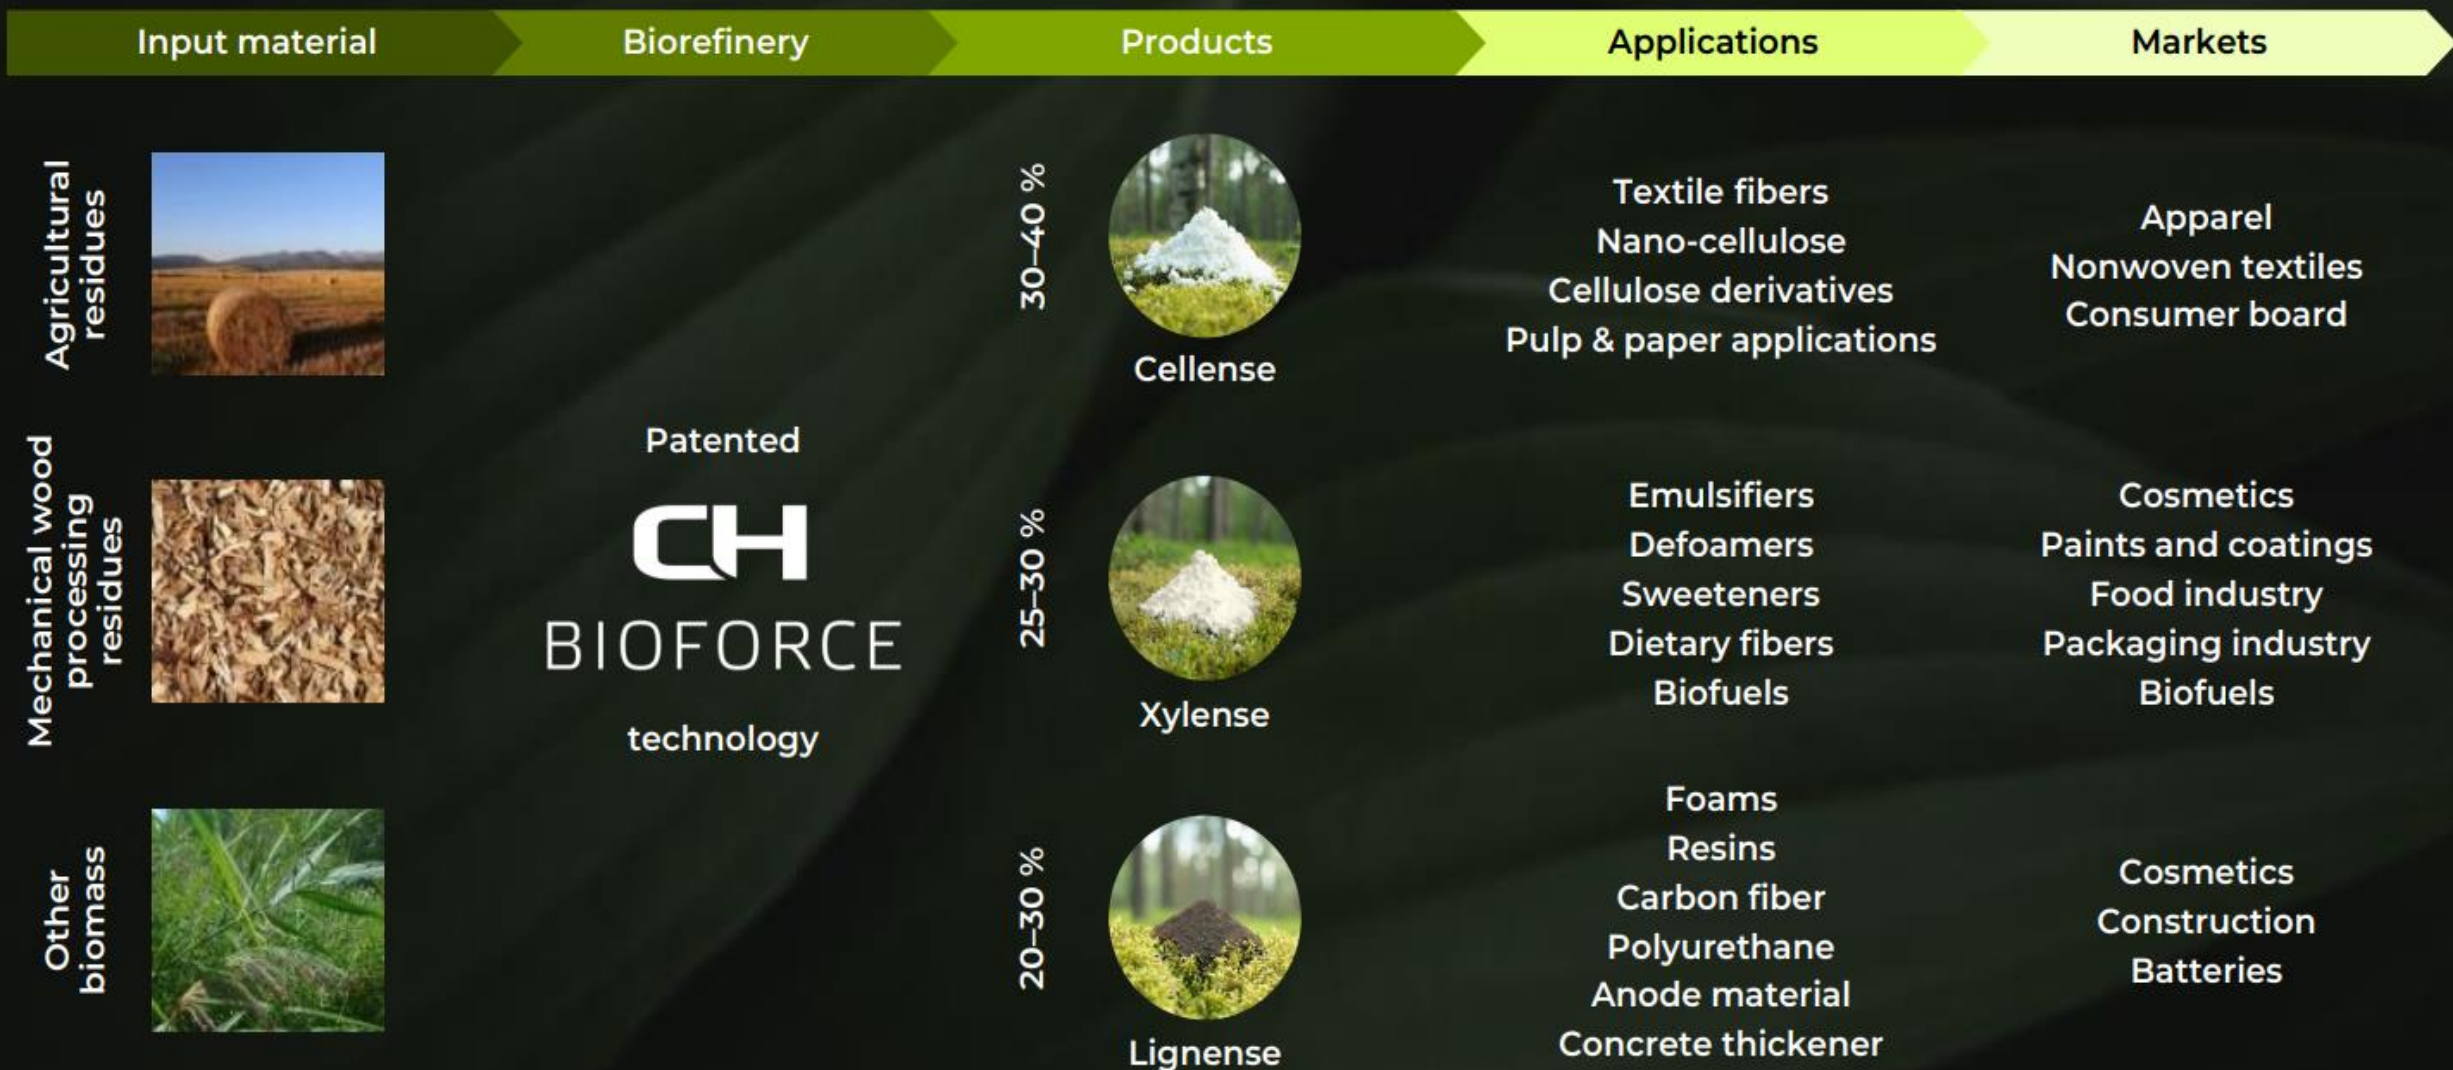 Input material
Biorefinery
Products
Applications
Markets
Agricultural
residues
Mechanical wood
processing
residues
Other
biomass
Patented
CH
BIOFORCE
technology
30–40 %
Cellense
Textile fibers
Nano-cellulose
Cellulose derivatives
Pulp & paper applications
Apparel
Nonwoven textiles
Consumer board
25–30 %
Xylense
Emulsifiers
Defoamers
Sweeteners
Dietary fibers
Biofuels
Cosmetics
Paints and coatings
Food industry
Packaging industry
Biofuels
20–30 %
Lignense
Foams
Resins
Carbon fiber
Polyurethane
Anode material
Concrete thickener
Cosmetics
Construction
Batteries